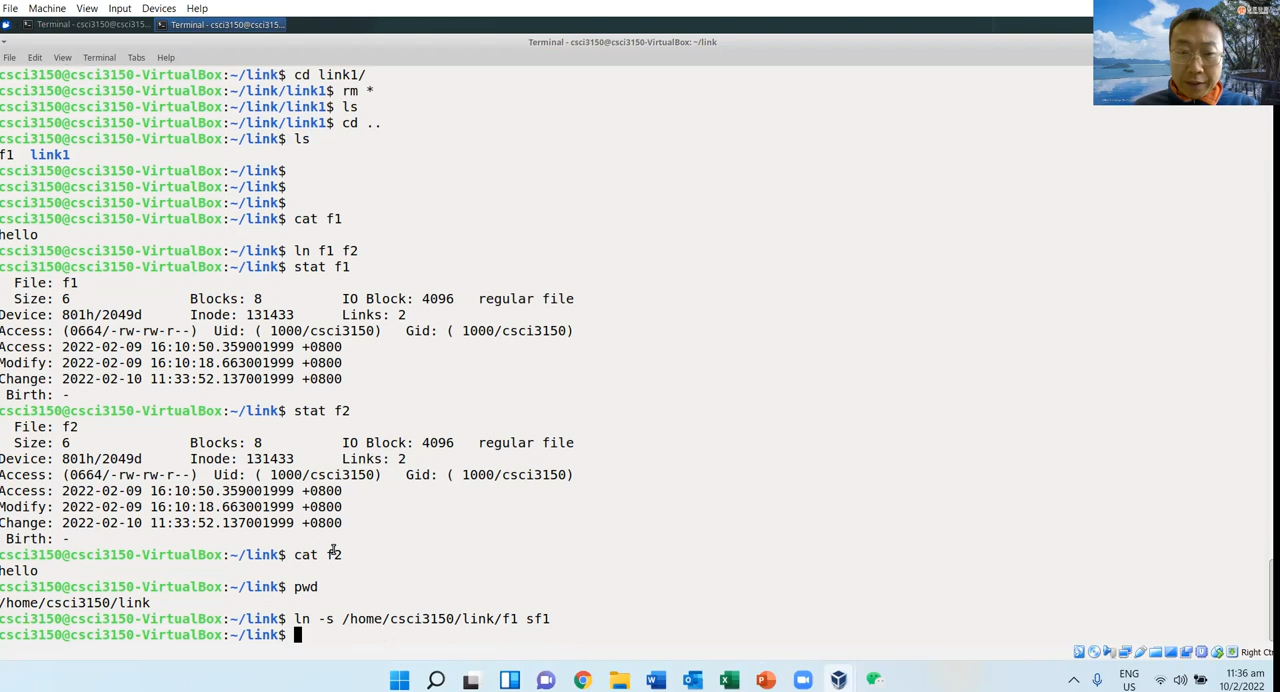 File Machine View Input Devices Help
Terminal - csci3150@csci315... Terminal - csci3150@csci315...
Terminal - csci3150@csci3150-VirtualBox: ~/link
File Edit View Terminal Tabs Help
csci3150@csci3150-VirtualBox:~/link$ cd link1/
csci3150@csci3150-VirtualBox:~/link/link1$ rm *
csci3150@csci3150-VirtualBox:~/link/link1$ ls
csci3150@csci3150-VirtualBox:~/link/link1$ cd ..
csci3150@csci3150-VirtualBox:~/link$ ls
f1 link1
csci3150@csci3150-VirtualBox:~/link$
csci3150@csci3150-VirtualBox:~/link$
csci3150@csci3150-VirtualBox:~/link$
csci3150@csci3150-VirtualBox:~/link$ cat f1
hello
csci3150@csci3150-VirtualBox:~/link$ ln f1 f2
csci3150@csci3150-VirtualBox:~/link$ stat f1
File: f1
Size: 6 Blocks: 8 IO Block: 4096 regular file
Device: 801h/2049d Inode: 131433 Links: 2
Access: (0664/-rw-rw-r--) Uid: ( 1000/csci3150) Gid: ( 1000/csci3150)
Access: 2022-02-09 16:10:50.359001999 +0800
Modify: 2022-02-09 16:10:18.663001999 +0800
Change: 2022-02-10 11:33:52.137001999 +0800
Birth: -
csci3150@csci3150-VirtualBox:~/link$ stat f2
File: f2
Size: 6 Blocks: 8 IO Block: 4096 regular file
Device: 801h/2049d Inode: 131433 Links: 2
Access: (0664/-rw-rw-r--) Uid: ( 1000/csci3150) Gid: ( 1000/csci3150)
Access: 2022-02-09 16:10:50.359001999 +0800
Modify: 2022-02-09 16:10:18.663001999 +0800
Change: 2022-02-10 11:33:52.137001999 +0800
Birth: -
csci3150@csci3150-VirtualBox:~/link$ cat f2
hello
csci3150@csci3150-VirtualBox:~/link$ pwd
/home/csci3150/link
csci3150@csci3150-VirtualBox:~/link$ ln -s /home/csci3150/link/f1 sf1
csci3150@csci3150-VirtualBox:~/link$
Right Ct
ENG
US
11:36 am
10/2/2022